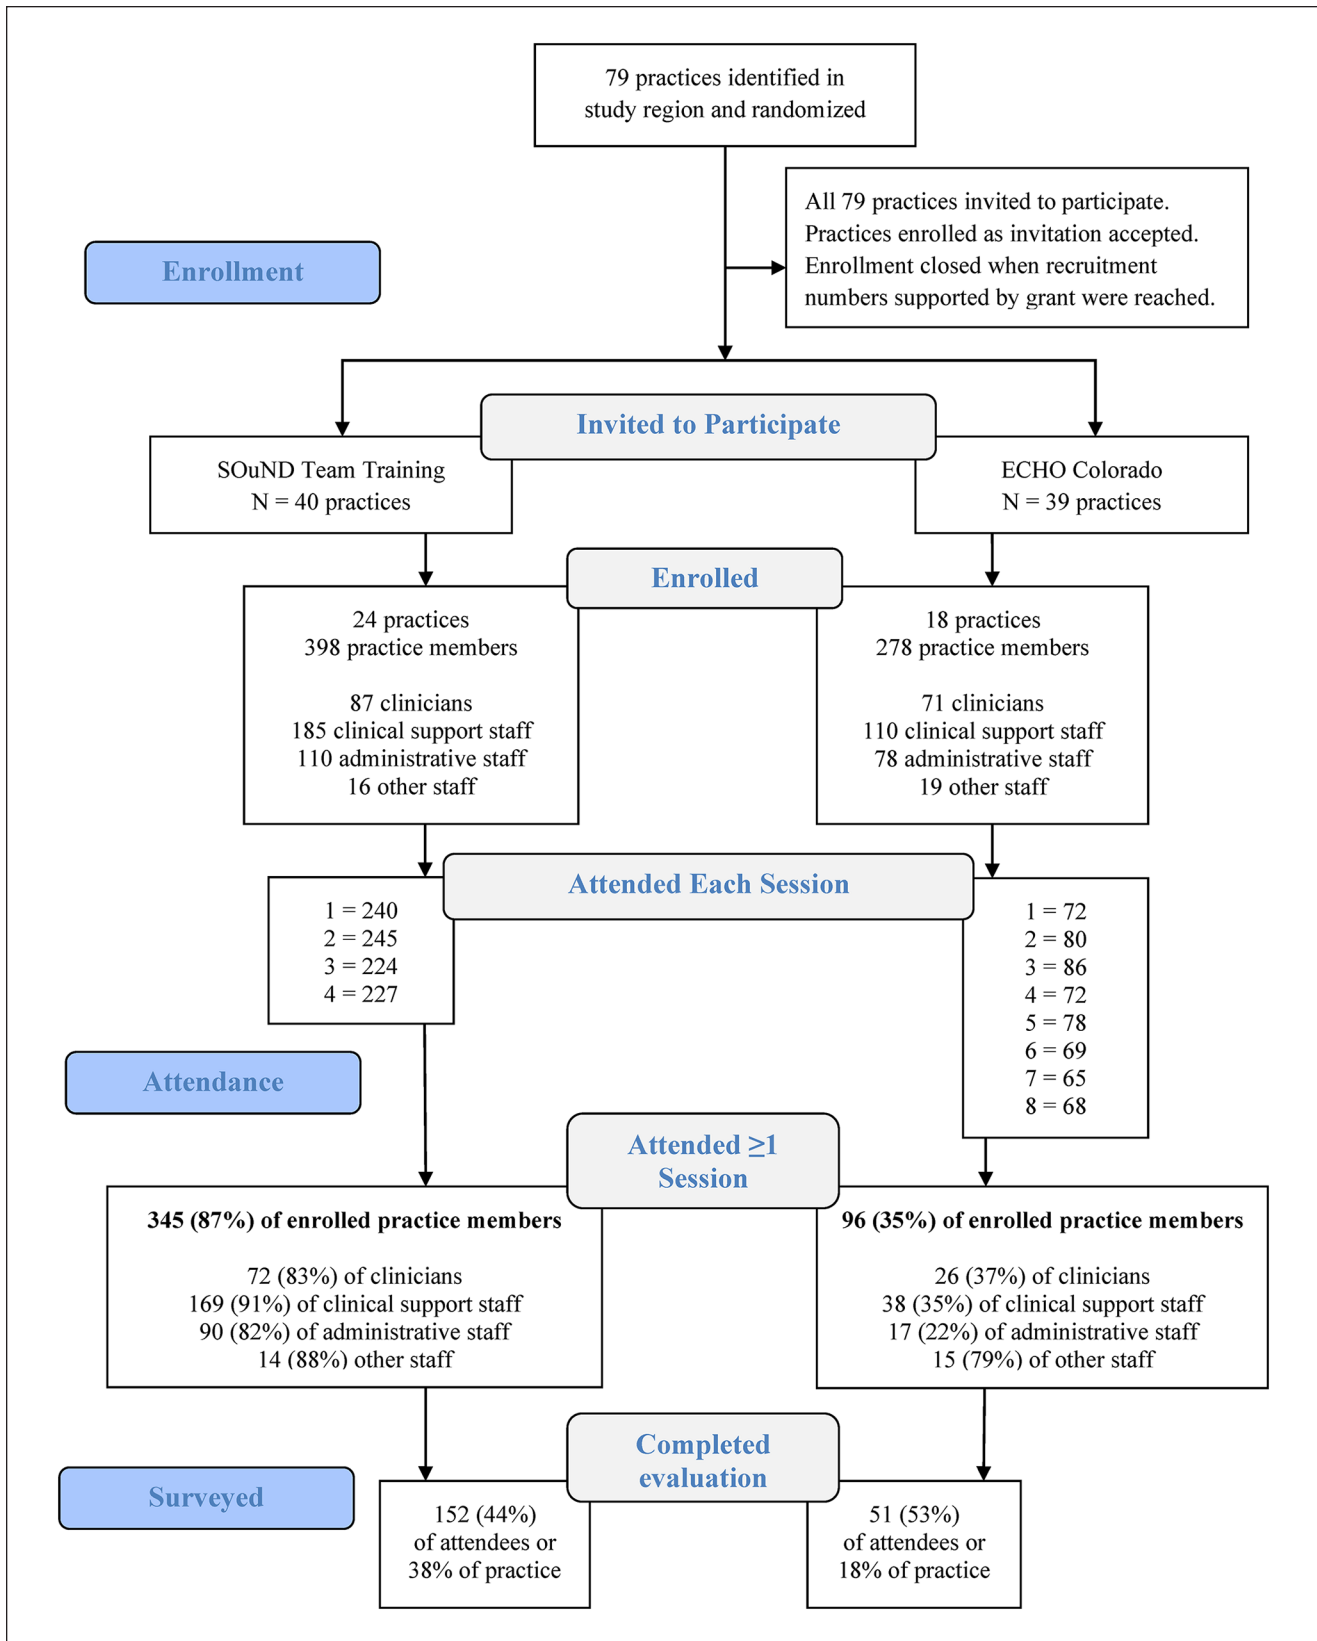 79 practices identified in
study region and randomized
All 79 practices invited to participate.
Practices enrolled as invitation accepted.
Enrollment closed when recruitment
numbers supported by grant were reached.
Enrollment
Invited to Participate
SOuND Team Training
N = 40 practices
ECHO Colorado
N = 39 practices
Enrolled
24 practices
398 practice members
87 clinicians
185 clinical support staff
110 administrative staff
16 other staff
18 practices
278 practice members
71 clinicians
110 clinical support staff
78 administrative staff
19 other staff
Attended Each Session
1 = 240
2 = 245
3 = 224
4 = 227
1 = 72
2 = 80
3 = 86
4 = 72
5 = 78
6 = 69
7 = 65
8 = 68
Attendance
Attended ≥1
Session
345 (87%) of enrolled practice members
72 (83%) of clinicians
169 (91%) of clinical support staff
90 (82%) of administrative staff
14 (88%) other staff
96 (35%) of enrolled practice members
26 (37%) of clinicians
38 (35%) of clinical support staff
17 (22%) of administrative staff
15 (79%) of other staff
Completed
evaluation
Surveyed
152 (44%)
of attendees or
38% of practice
51 (53%)
of attendees or
18% of practice